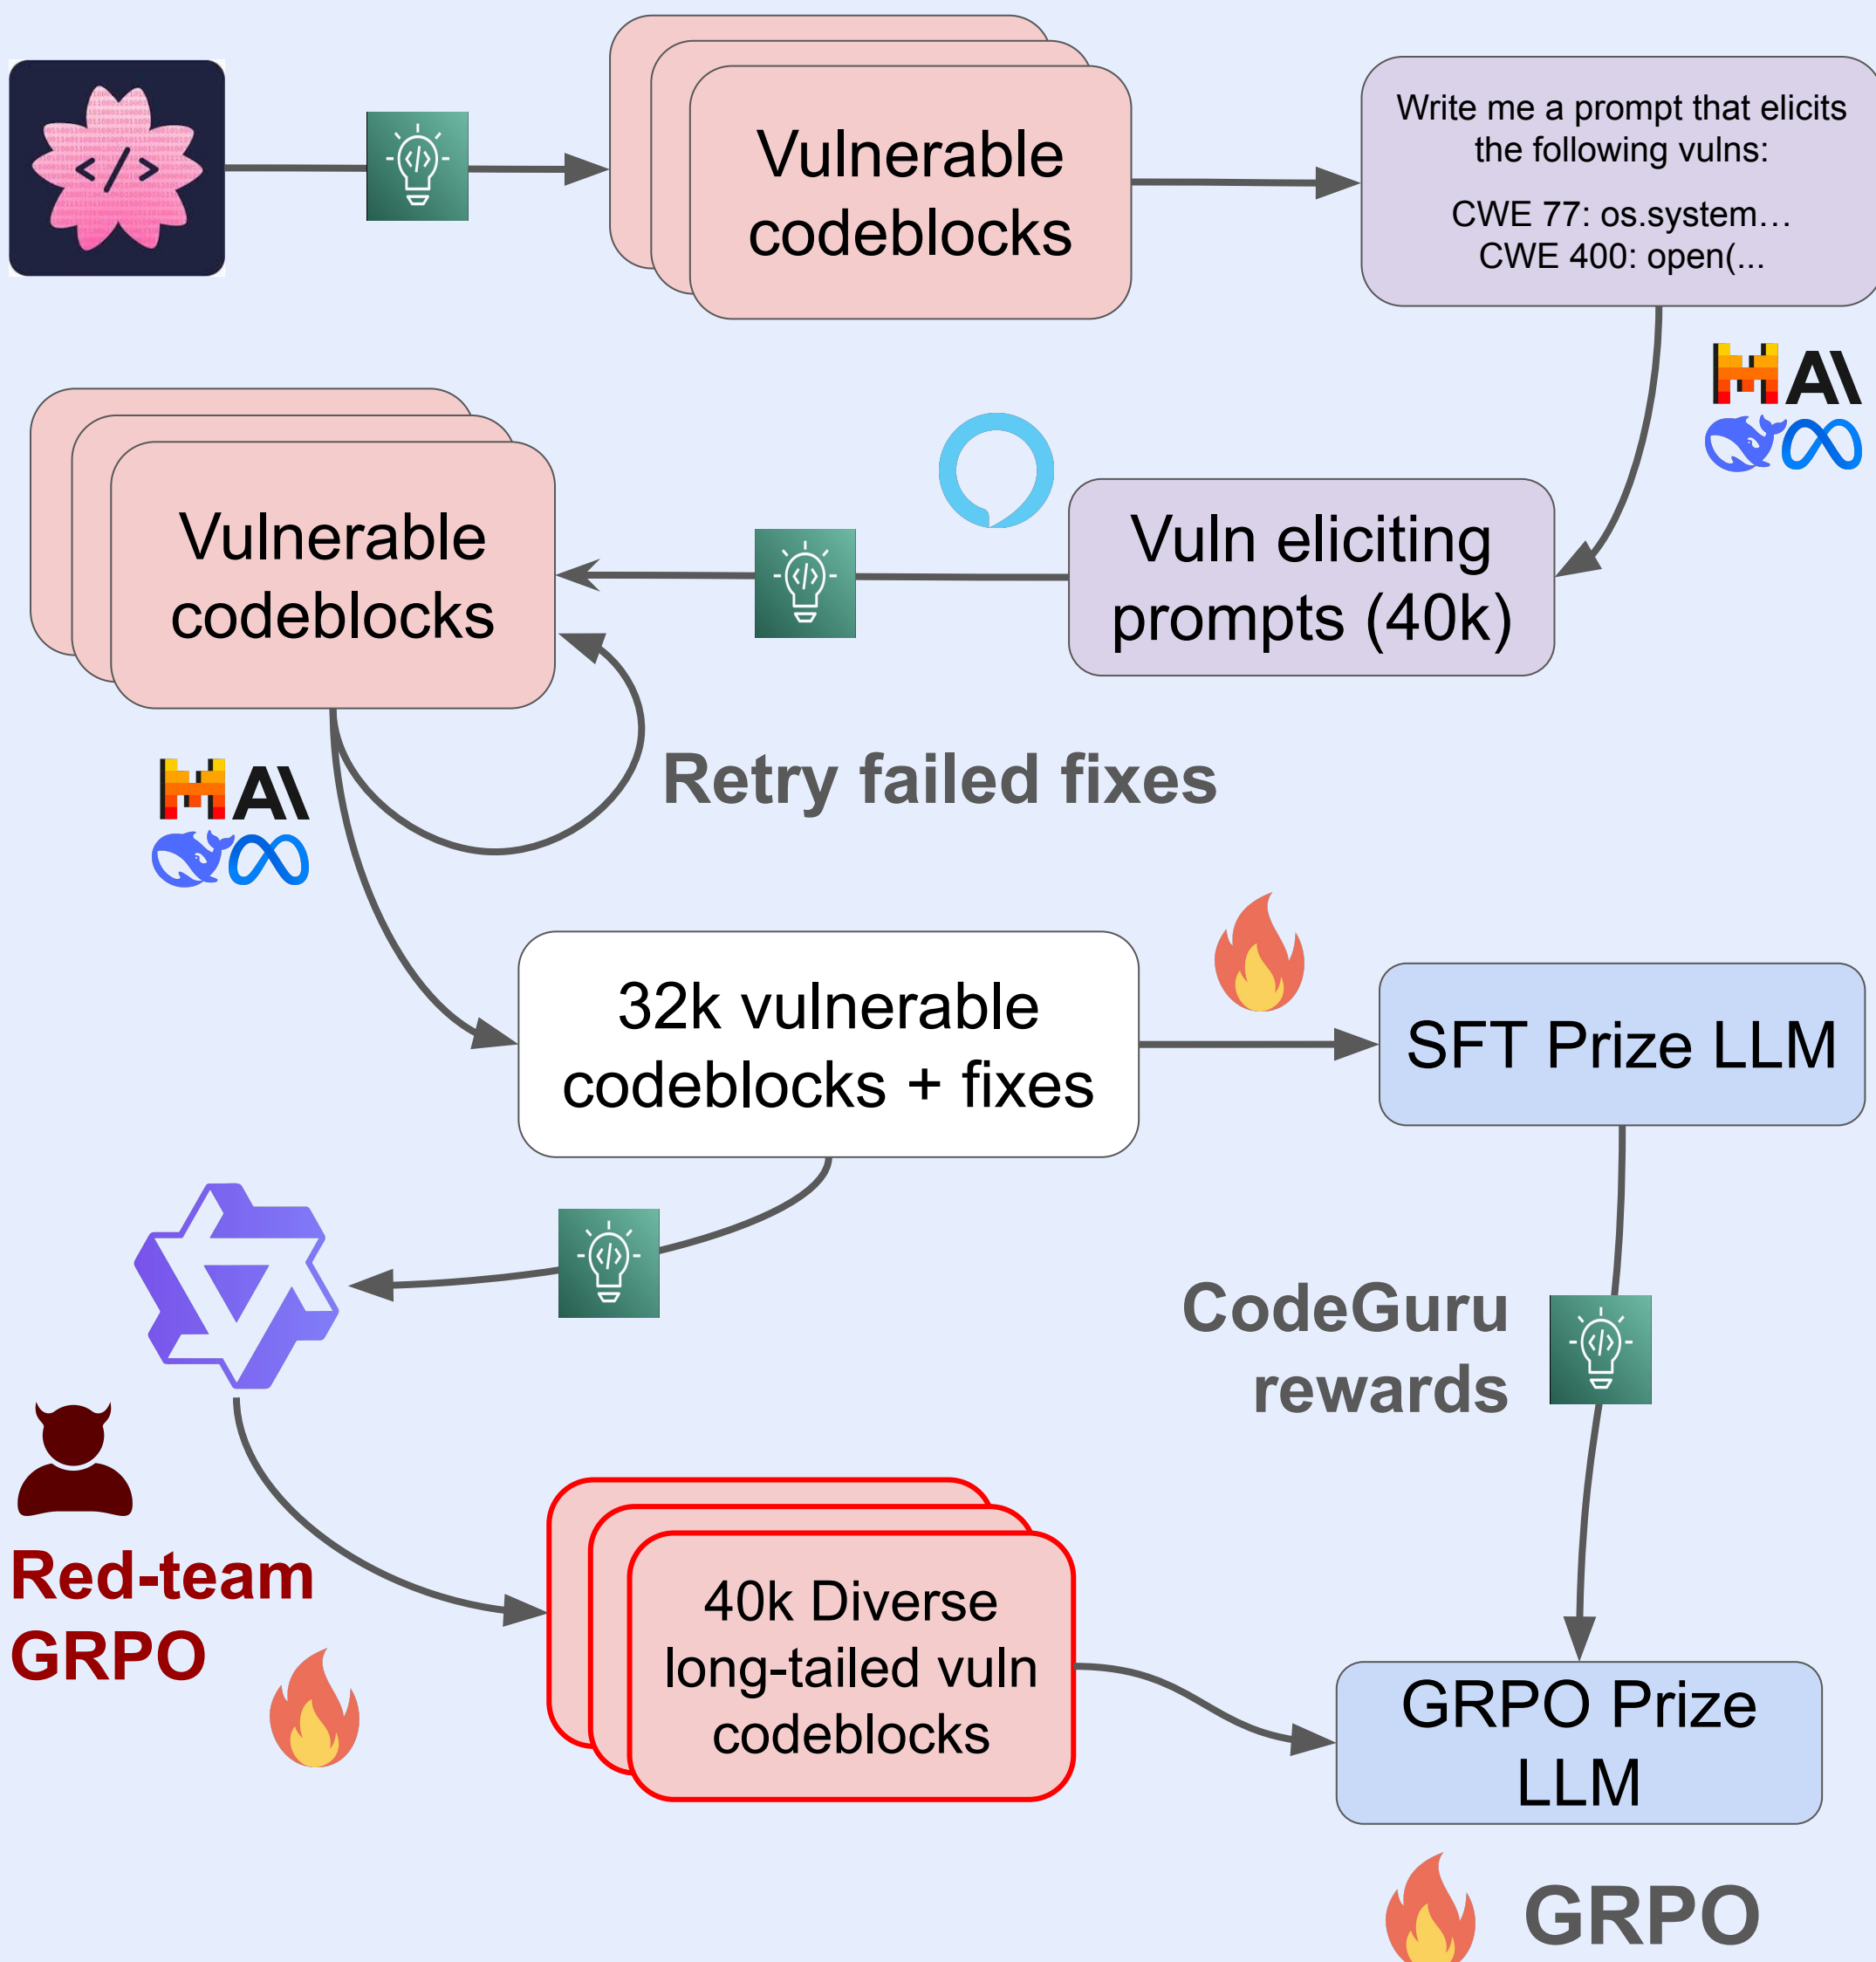 Vulnerable
codeblocks
Write me a prompt that elicits
the following vulns:
CWE 77: os.system…
CWE 400: open(...
Vulnerable
codeblocks
Vuln eliciting
prompts (40k)
Retry failed fixes
32k vulnerable
codeblocks + fixes
SFT Prize LLM
CodeGuru
rewards
Red-team
GRPO
40k Diverse
long-tailed vuln
codeblocks
GRPO Prize
LLM
GRPO